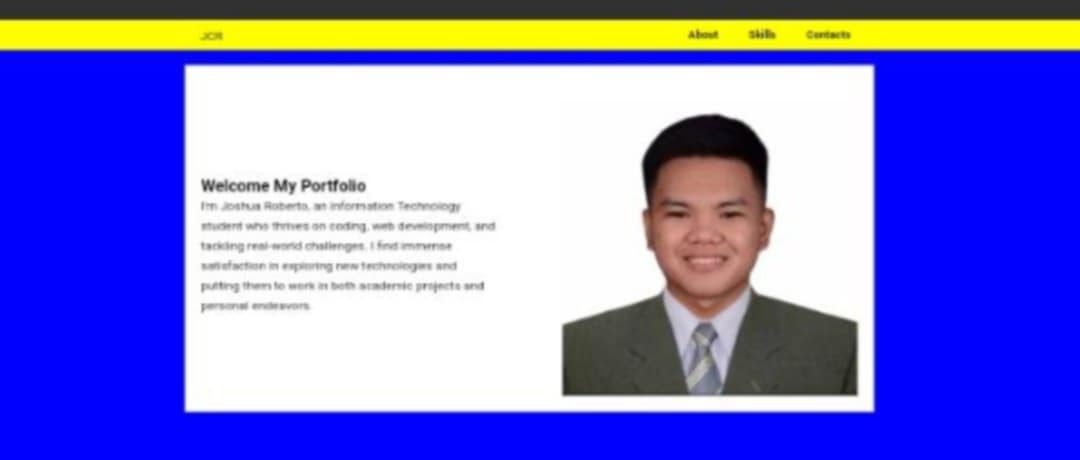 JCR
About Skills Contacts
Welcome My Portfolio
I'm Joshua Roberto, an Information Technology
student who thrives on coding, web development, and
tackling real-world challenges. I find immense
satisfaction in exploring new technologies and
putting them to work in both academic projects and
personal endeavors.